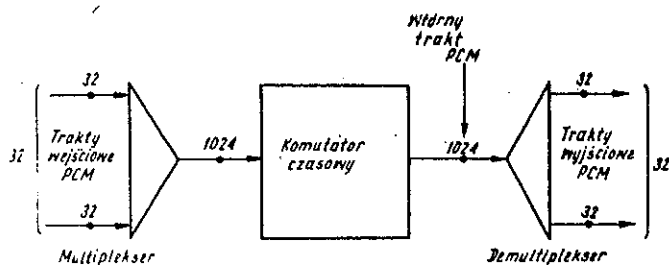 Wtórny
trakt
PCM
32
32
32
Trakty
wejściowe
PCM
32
1024
Komutator
czasowy
1024
Trakty
wyjściowe
PCM
32
32
32
Multiplekser
Demultiplekser